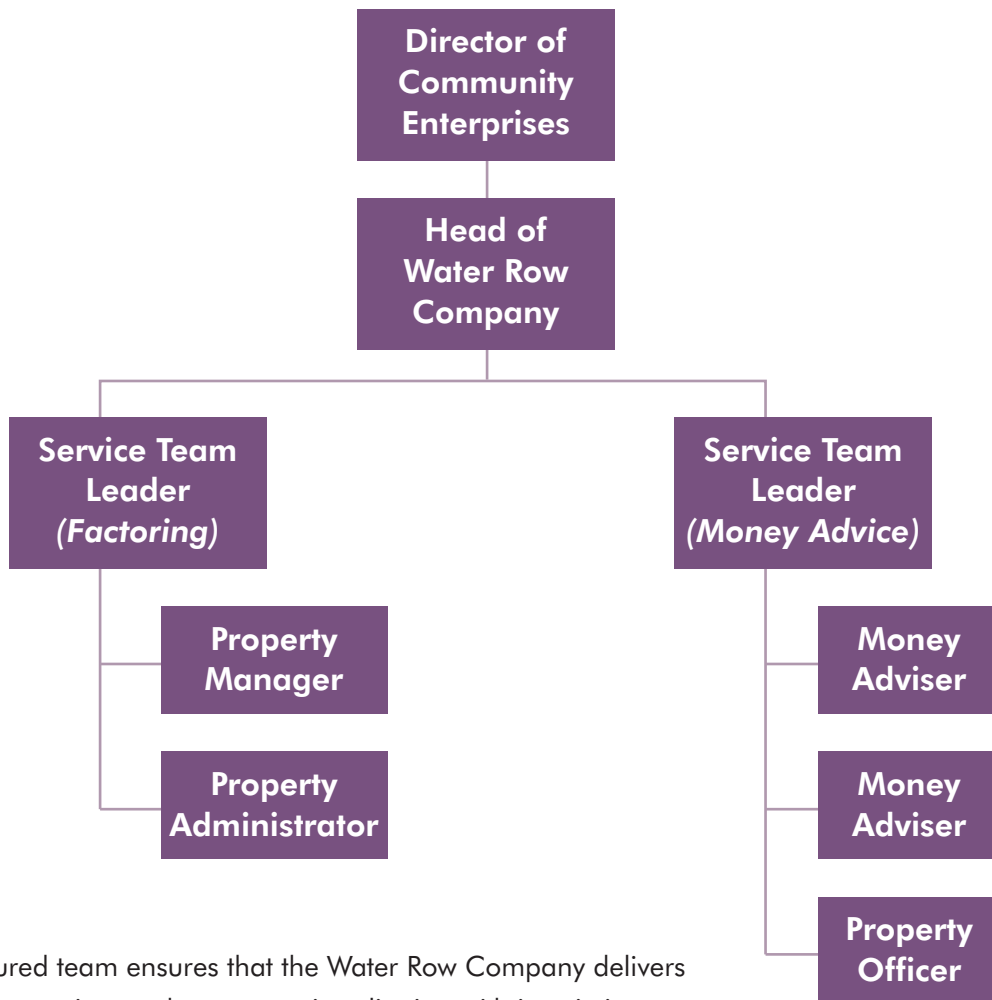 Director of
Community
Enterprises
Head of
Water Row
Company
Service Team
Leader
(Factoring)
Service Team
Leader
(Money Advice)
Property
Manager
Property
Administrator
Money
Adviser
Money
Adviser
Property
Officer
team ensures that the Water Row Company delivers